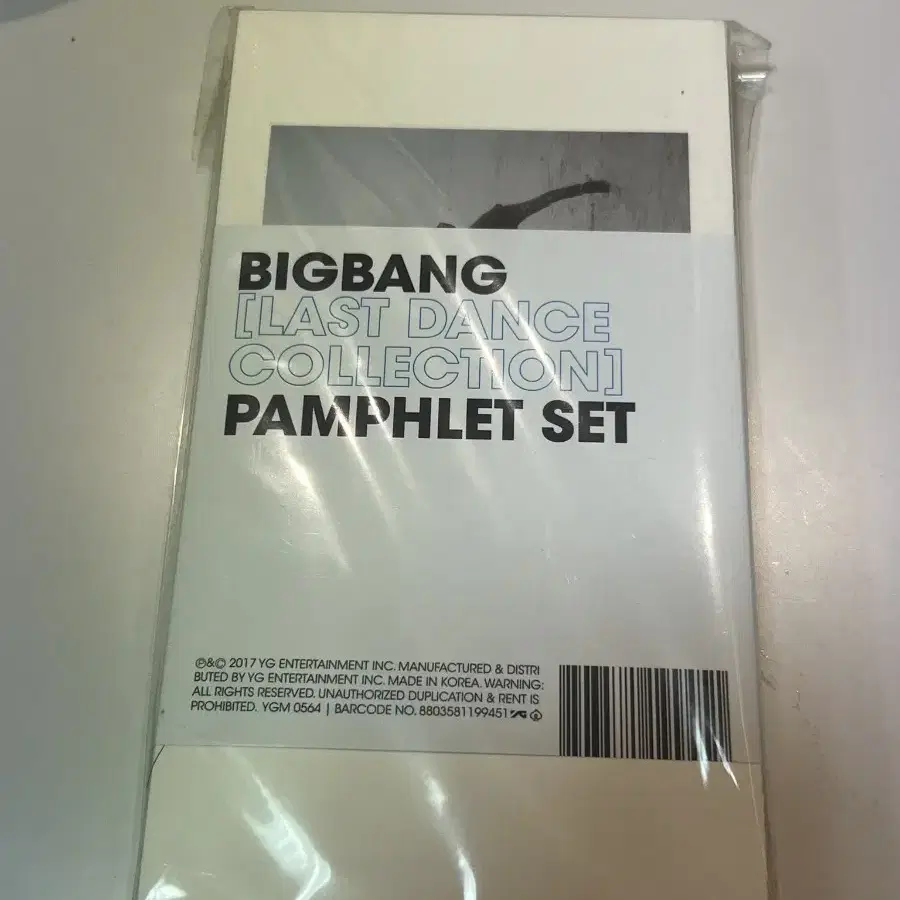 BIGBANG
[LAST DANCE
COLLECTION]
PAMPHLET SET
℗&© 2017 YG ENTERTAINMENT INC. MANUFACTURED & DISTRI
BUTED BY YG ENTERTAINMENT INC. MADE IN KOREA. WARNING:
ALL RIGHTS RESERVED. UNAUTHORIZED DUPLICATION & RENT IS
PROHIBITED. YGM 0564 | BARCODE NO. 8803581199451 YG